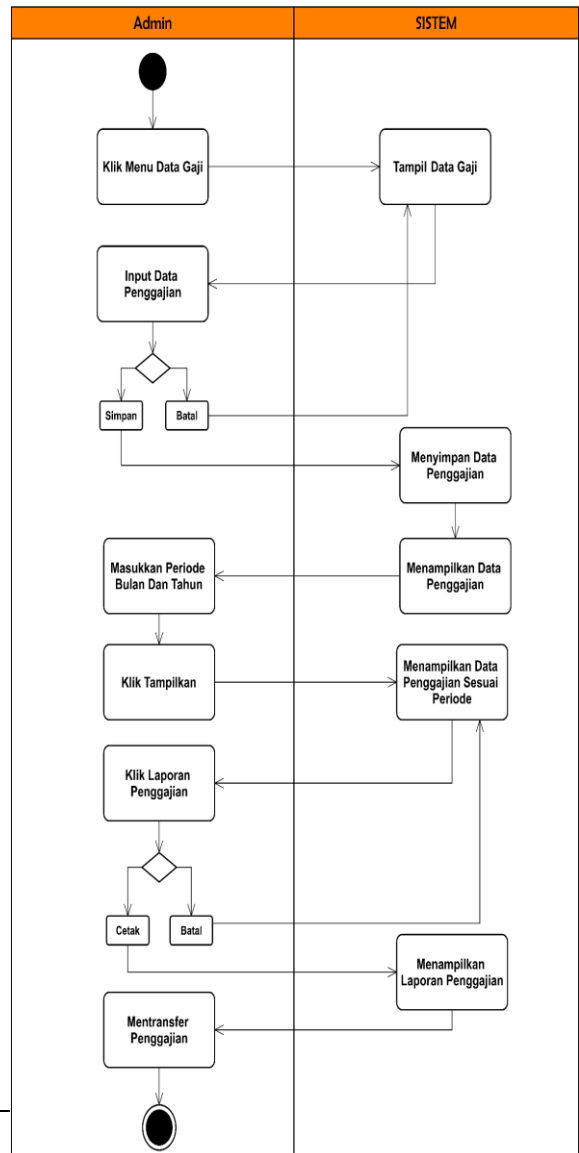 Admin
SISTEM
Klik Menu Data Gaji
Tampil Data Gaji
Input Data
Penggajian
Simpan
Batal
Menyimpan Data
Penggajian
Masukkan Periode
Bulan Dan Tahun
Menampilkan Data
Penggajian
Klik Tampilkan
Menampilkan Data
Penggajian Sesuai
Periode
Klik Laporan
Penggajian
Cetak
Batal
Menampilkan
Laporan Penggajian
Mentransfer
Penggajian